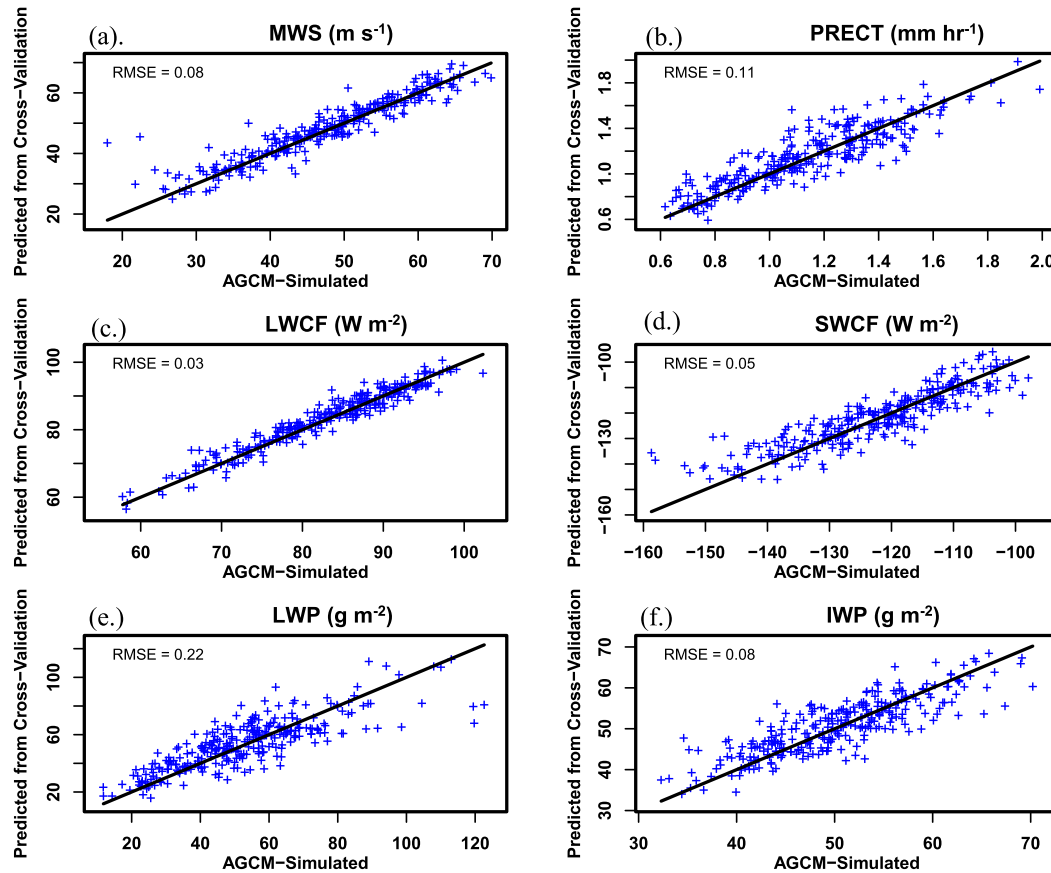 (a).
MWS (m s-1)
RMSE = 0.08
Predicted from Cross−Validation
20 40 60
20 30 40 50 60 70
AGCM−Simulated
(b.)
PRECT (mm hr-1)
RMSE = 0.11
Predicted from Cross−Validation
0.6 1.0 1.4 1.8
0.6 0.8 1.0 1.2 1.4 1.6 1.8 2.0
AGCM−Simulated
(c.)
LWCF (W m-2)
RMSE = 0.03
Predicted from Cross−Validation
60 80 100
60 70 80 90 100
AGCM−Simulated
(d.)
SWCF (W m-2)
RMSE = 0.05
Predicted from Cross−Validation
−160 −130 −100
−160 −150 −140 −130 −120 −110 −100
AGCM−Simulated
(e.)
LWP (g m-2)
RMSE = 0.22
Predicted from Cross−Validation
20 60 100
20 40 60 80 100 120
AGCM−Simulated
(f.)
IWP (g m-2)
RMSE = 0.08
Predicted from Cross−Validation
30 40 50 60 70
30 40 50 60 70
AGCM−Simulated